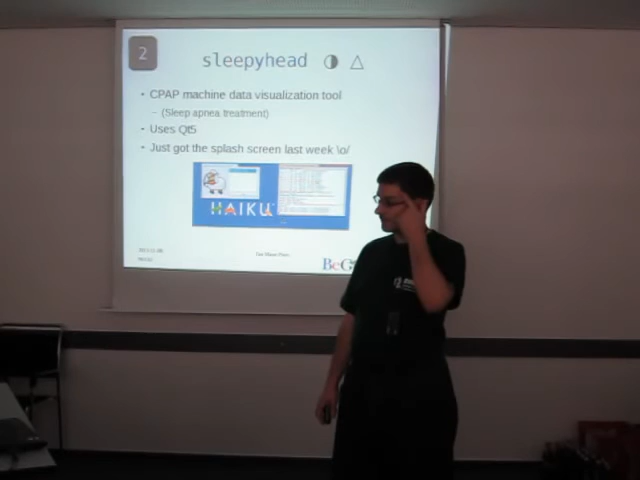 2
sleepyhead
• CPAP machine data visualization tool
– (Sleep apnea treatment)
• Uses Qt5
• Just got the splash screen last week \o/
HAIKU
BeG